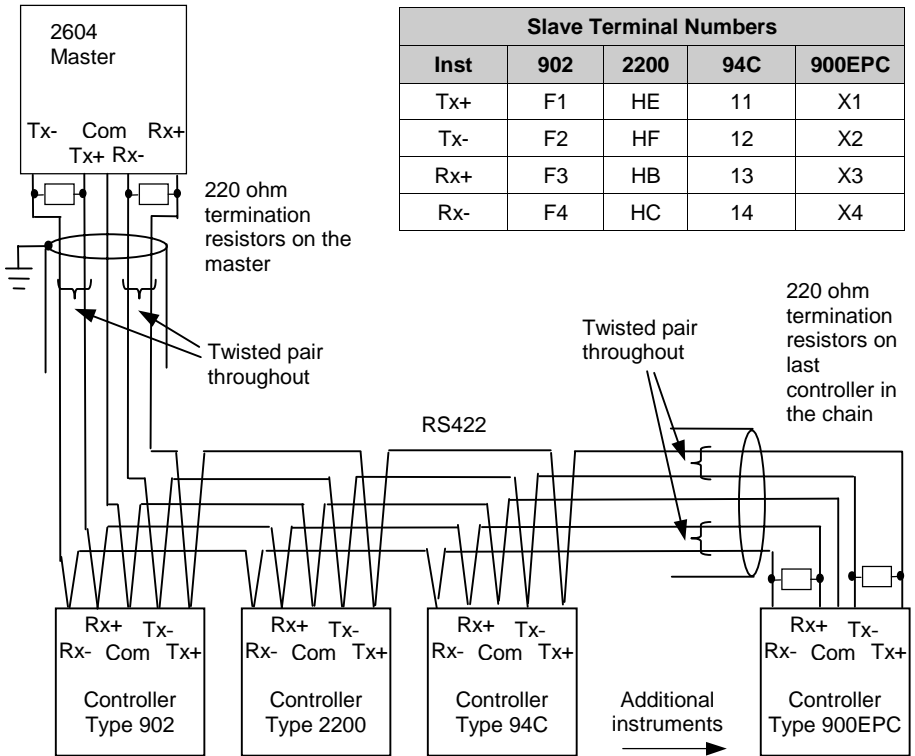 2604
Master
Tx- Com Rx+
Tx+ Rx-
Slave Terminal Numbers
Inst 902 2200 94C 900EPC
Tx+ F1 HE 11 X1
Tx- F2 HF 12 X2
Rx+ F3 HB 13 X3
Rx- F4 HC 14 X4
220 ohm
termination
resistors on the
master
Twisted pair
throughout
Twisted pair
throughout
220 ohm
termination
resistors on
last
controller in
the chain
RS422
Rx+ Tx-
Rx- Com Tx+
Controller
Type 902
Rx+ Tx-
Rx- Com Tx+
Controller
Type 2200
Rx+ Tx-
Rx- Com Tx+
Controller
Type 94C
Additional
instruments
Rx+ Tx-
Rx- Com Tx+
Controller
Type 900EPC